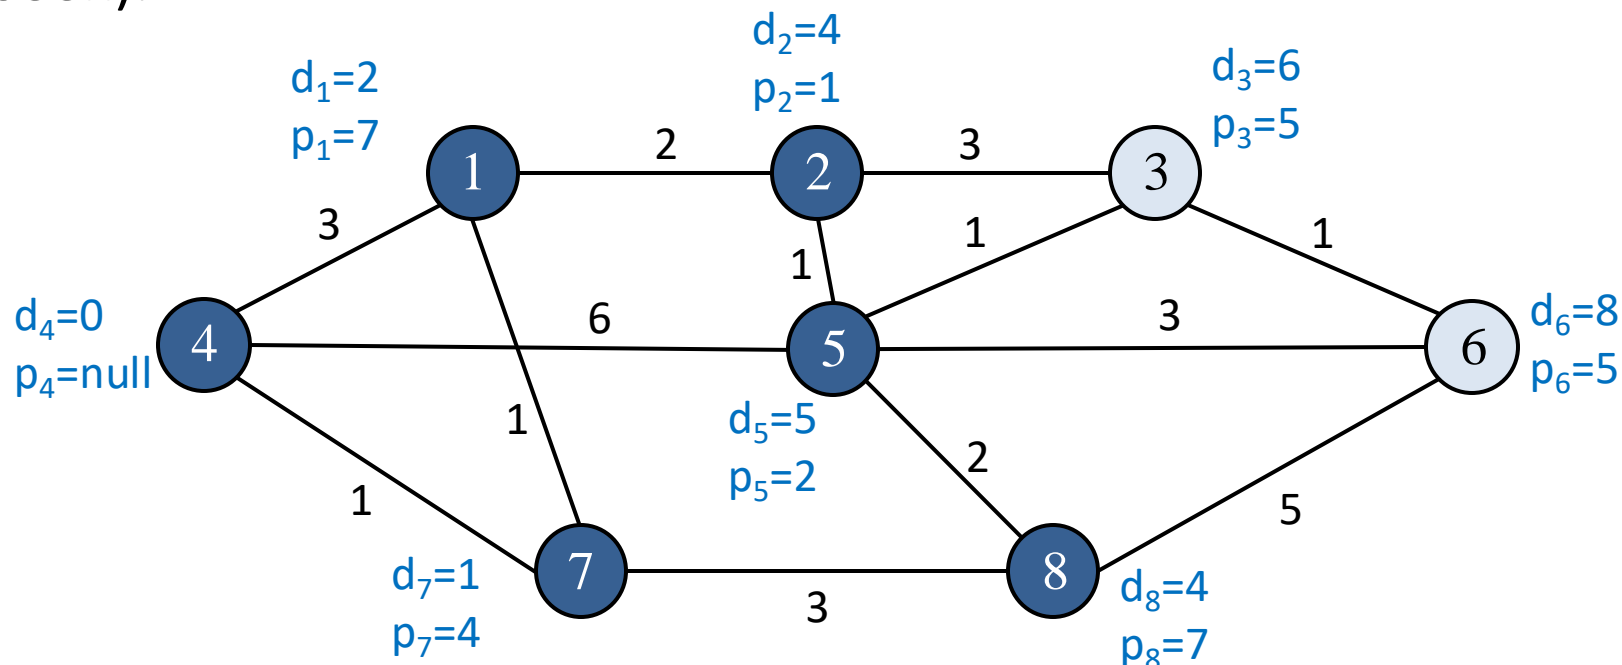 d₂=4
p₂=1
d₁=2
p₁=7
d₃=6
p₃=5
1
2
2
3
3
3
1
1
1
d₄=0
p₄=null
4
6
5
3
6
d₆=8
p₆=5
d₅=5
p₅=2
1
2
1
5
7
3
8
d₇=1
p₇=4
d₈=4
p₈=7